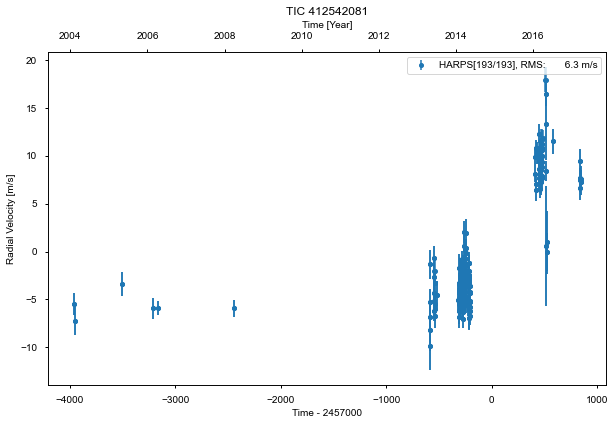 TIC 412542081
Time [Year]
2004 2006 2008 2010 2012 2014 2016
HARPS[193/193], RMS: 6.3 m/s
20
15
10
5
0
−5
−10
Radial Velocity [m/s]
−4000 −3000 −2000 −1000 0 1000
Time - 2457000